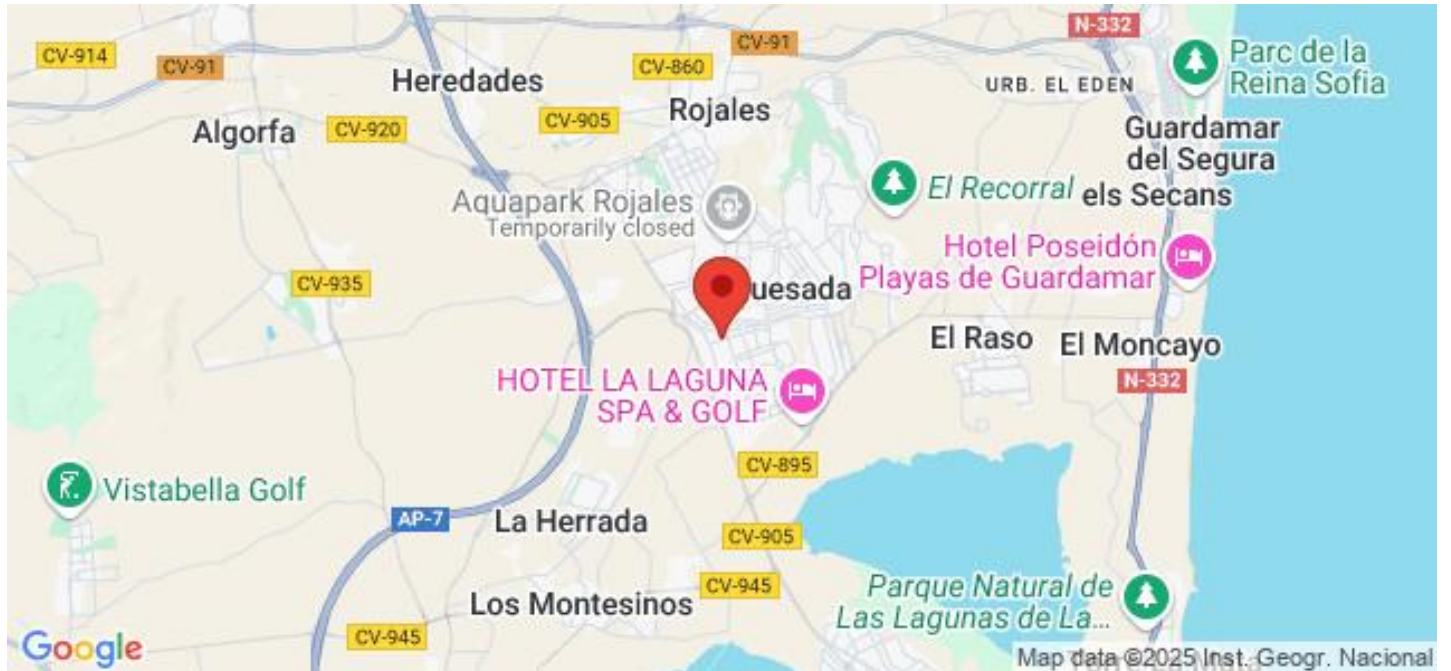 N-332
CV-914
CV-91
CV-91
CV-860
Parc de la
Reina Sofia
Heredades
URB. EL EDEN
Rojales
Algorfa
CV-920
CV-905
Guardamar
del Segura
El Recorral
els Secans
Aquapark Rojales
Temporarily closed
Hotel Poseidón
Playas de Guardamar
CV-935
uesada
El Raso
El Moncayo
N-332
HOTEL LA LAGUNA
SPA & GOLF
CV-895
Vistabella Golf
AP-7
La Herrada
CV-905
CV-945
Parque Natural de
Las Lagunas de La...
Los Montesinos
CV-945
Google
Map data ©2025 Inst. Geogr. Nacional